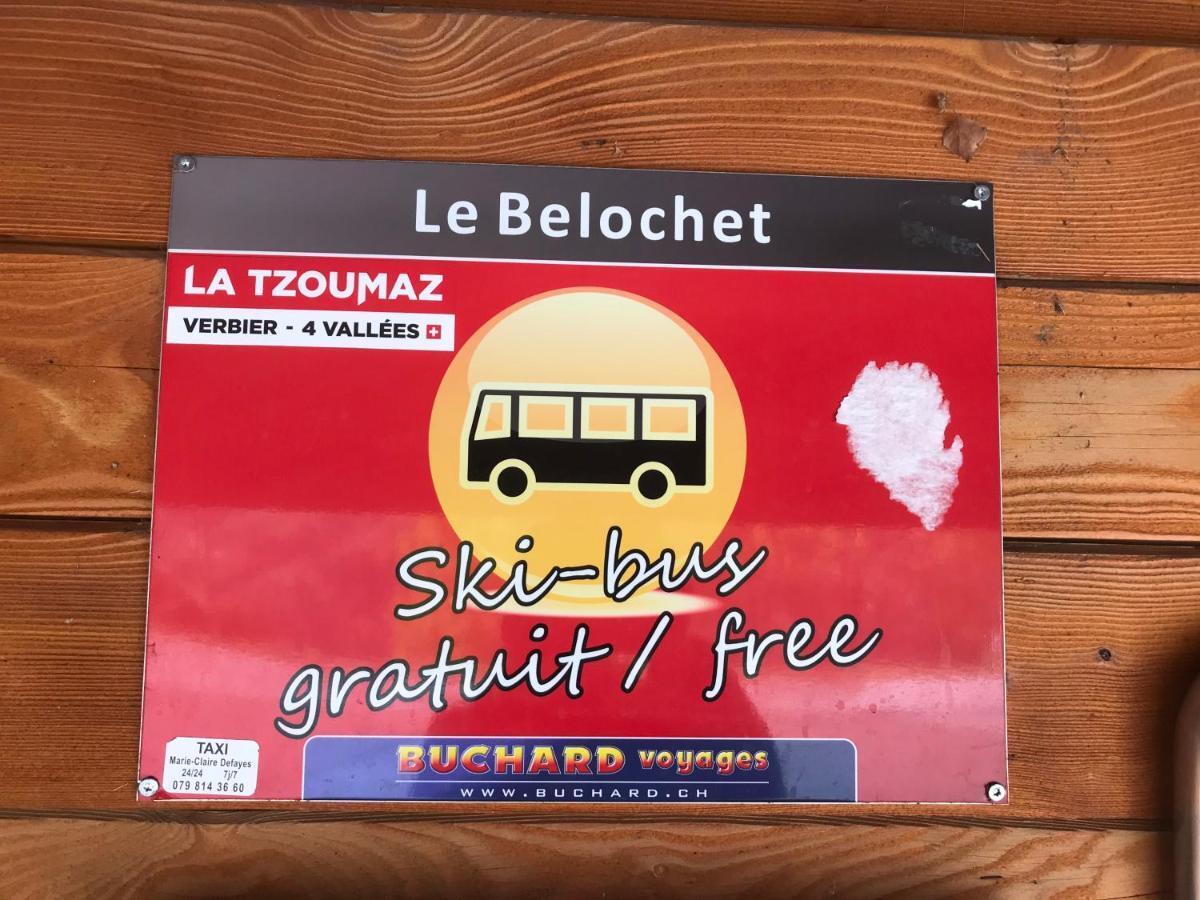 Le Belochet
LA TZOUMAZ
VERBIER - 4 VALLÉES
Ski-bus
gratuit / free
BUCHARD voyages
WWW.BUCHARD.CH
TAXI
Marie-Claire Defayes
24/24 7j/7
079 814 36 60